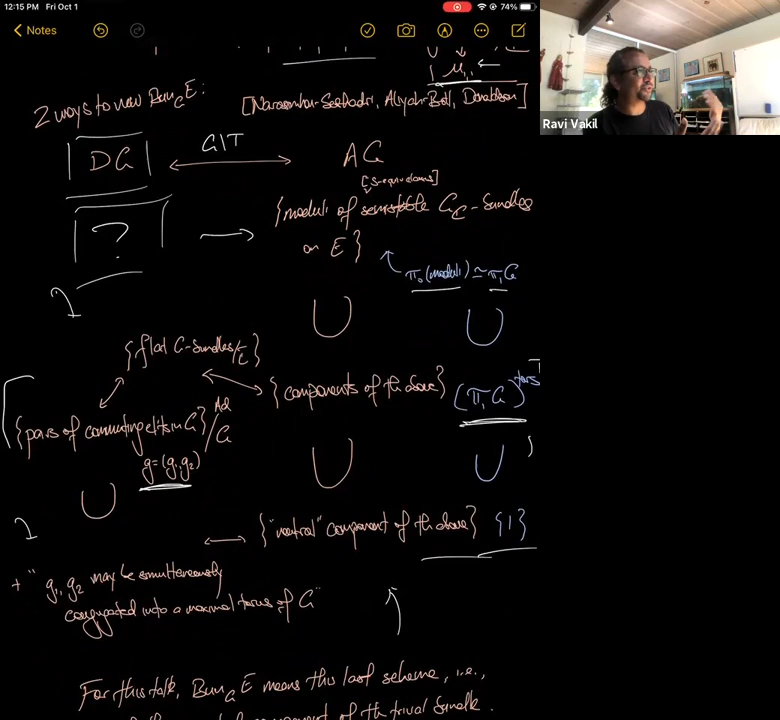 12:15 PM Fri Oct 1
74%
Notes
Ravi Vakil
2 ways to view Bun_G E:
[Narasimhan-Seshadri, Atiyah-Bott, Donaldson]
DG
GIT
AG
[S-equivalence]
?
{moduli of semistable G_C-bundles
on E}
π_0(moduli) ≃ π_1 G
{flat G-bundles/E}
{components of the above}
(π_1 G)^tors
{pairs of commuting elts in G}/Ad G
g=(g_1,g_2)
{"neutral" component of the above}
{1}
+ "g_1, g_2 may be simultaneously
conjugated into a maximal torus of G"
For this talk, Bun_G E means this last scheme, i.e.,
component of the trivial bundle.